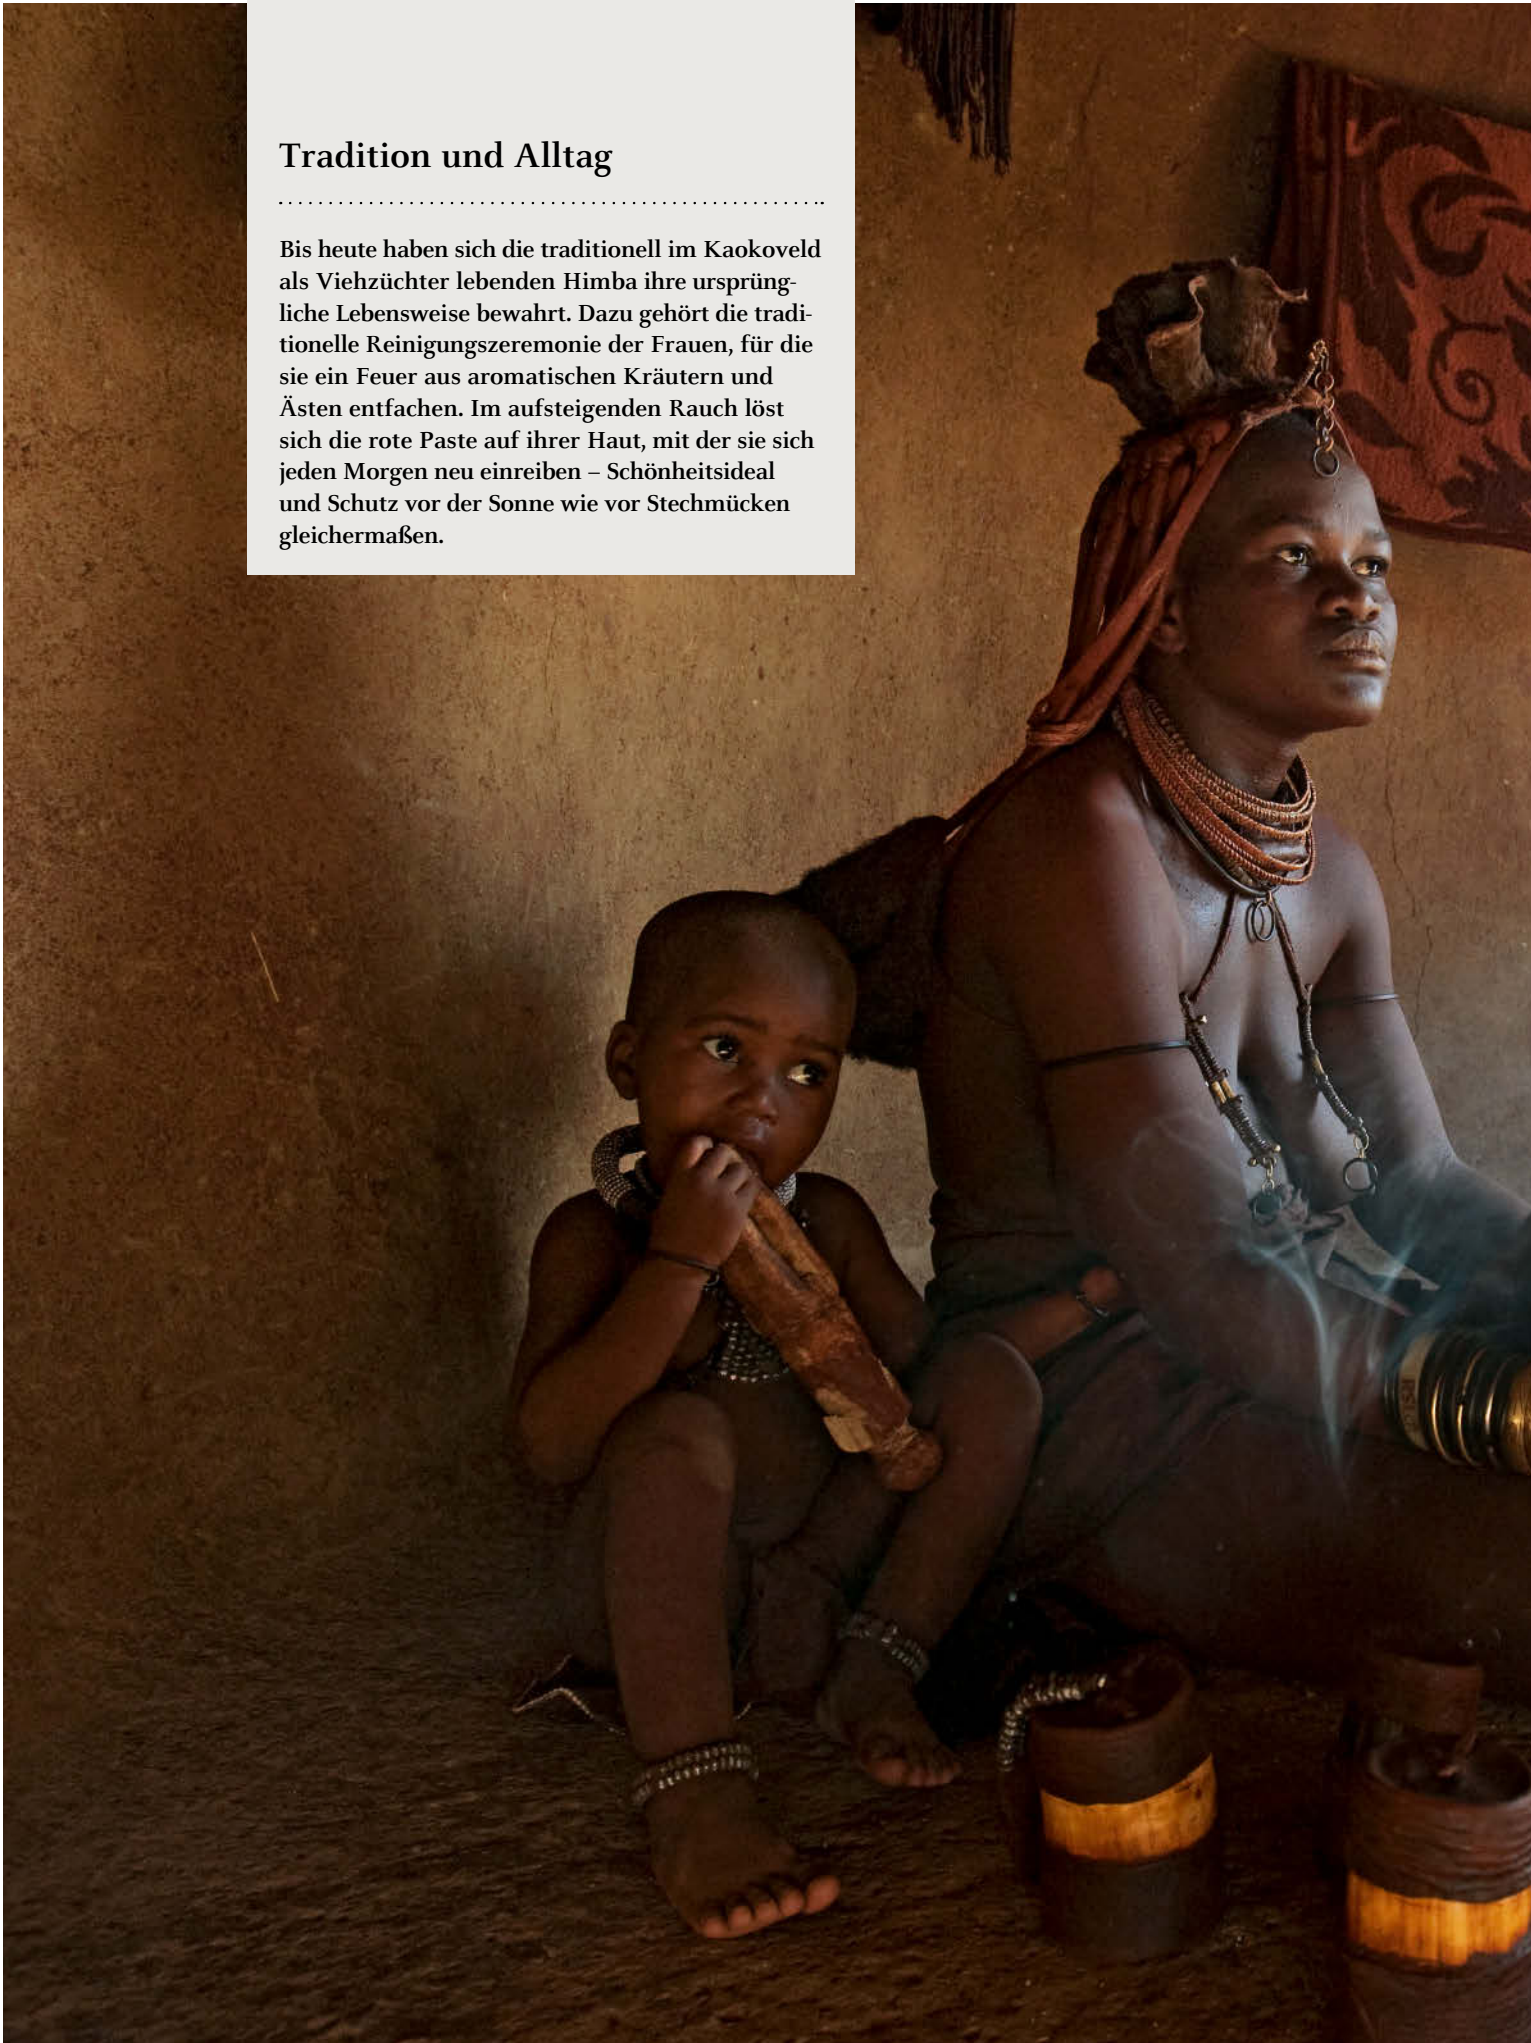 Tradition und Alltag
Bis heute haben sich die traditionell im Kaokoveld
als Viehzüchter lebenden Himba ihre ursprüng-
liche Lebensweise bewahrt. Dazu gehört die tradi-
tionelle Reinigungszeremonie der Frauen, für die
sie ein Feuer aus aromatischen Kräutern und
Ästen entfachen. Im aufsteigenden Rauch löst
sich die rote Paste auf ihrer Haut, mit der sie sich
jeden Morgen neu einreiben – Schönheitsideal
und Schutz vor der Sonne wie vor Stechmücken
gleichermaßen.